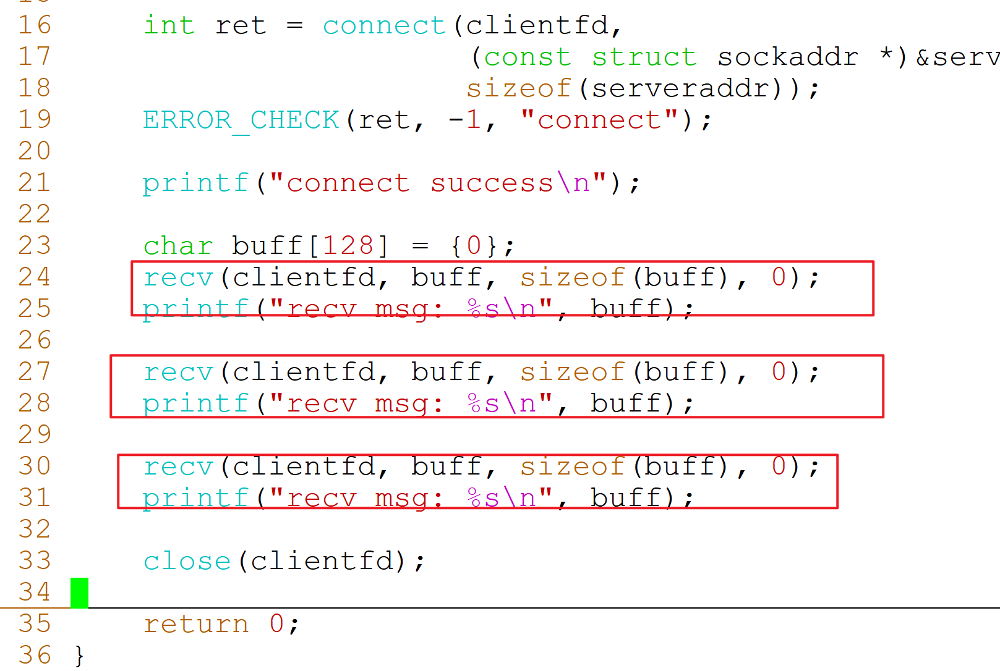 16 int ret = connect(clientfd,
17 (const struct sockaddr *)&serv
18 sizeof(serveraddr));
19 ERROR_CHECK(ret, -1, "connect");
20
21 printf("connect success\n");
22
23 char buff[128] = {0};
24 recv(clientfd, buff, sizeof(buff), 0);
25 printf("recv msg: %s\n", buff);
26
27 recv(clientfd, buff, sizeof(buff), 0);
28 printf("recv msg: %s\n", buff);
29
30 recv(clientfd, buff, sizeof(buff), 0);
31 printf("recv msg: %s\n", buff);
32
33 close(clientfd);
34
35 return 0;
36 }